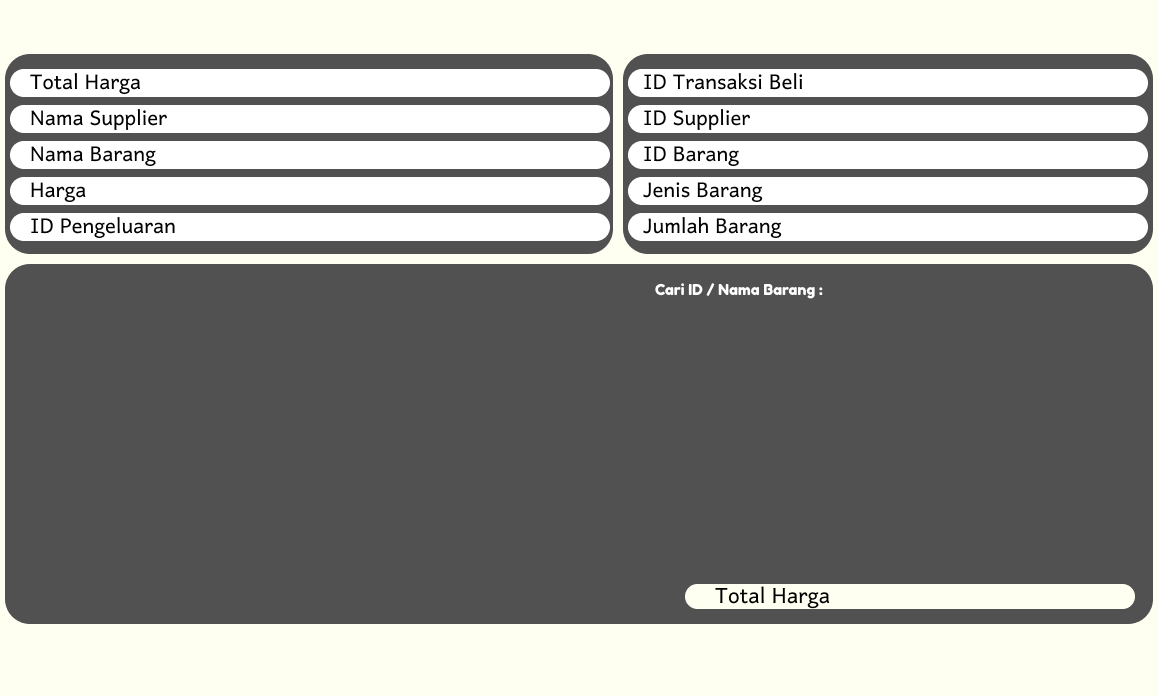 Total Harga
Nama Supplier
Nama Barang
Harga
ID Pengeluaran
ID Transaksi Beli
ID Supplier
ID Barang
Jenis Barang
Jumlah Barang
Cari ID / Nama Barang :
Total Harga